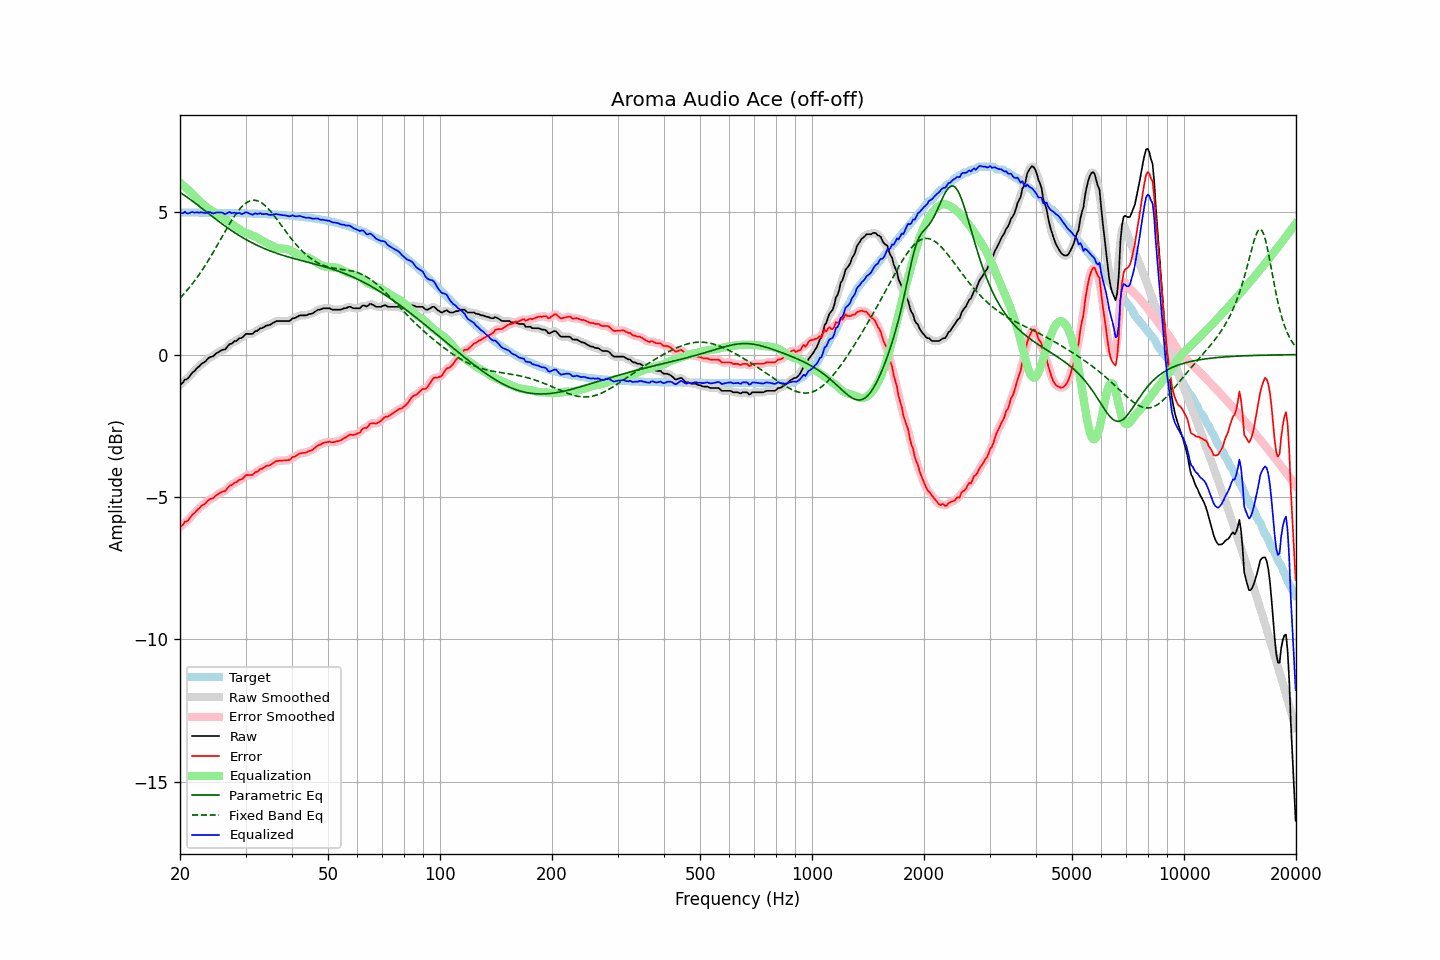 Aroma Audio Ace (off-off)
Amplitude (dBr)
5
0
−5
−10
−15
Target
Raw Smoothed
Error Smoothed
Raw
Error
Equalization
Parametric Eq
Fixed Band Eq
Equalized
20
50
100
200
500
1000
2000
5000
10000
20000
Frequency (Hz)